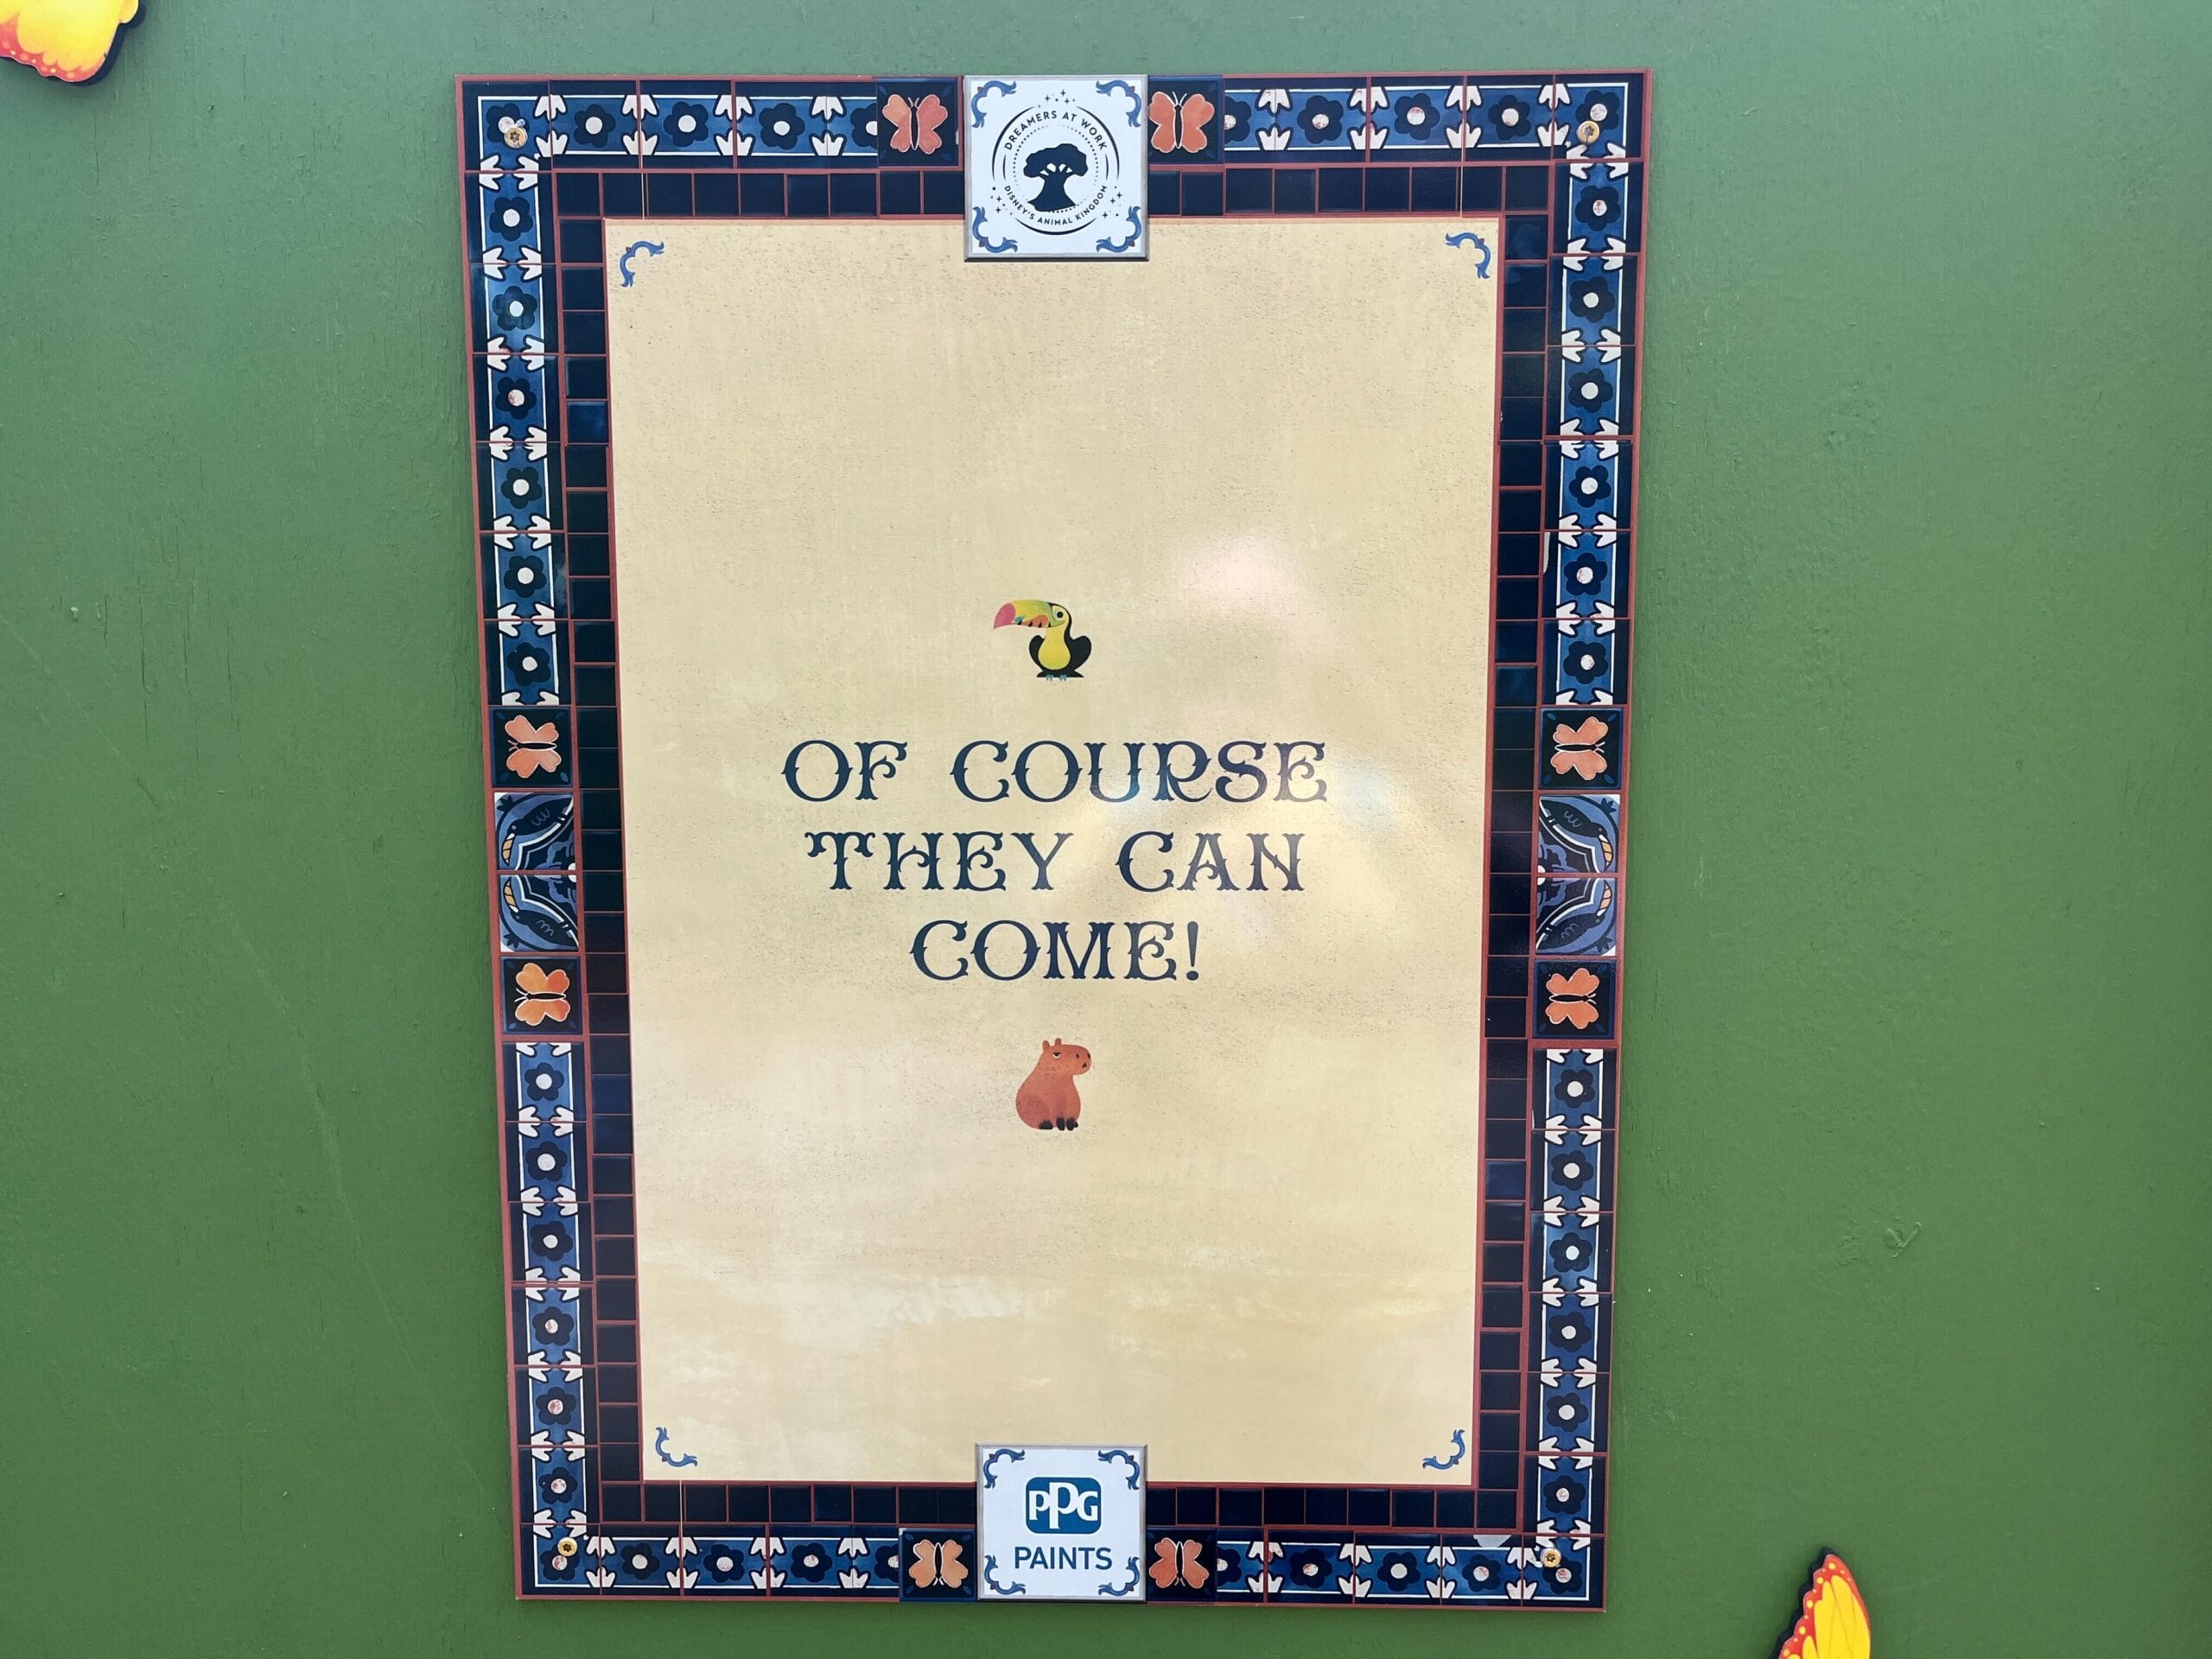 DREAMERS AT WORK
DISNEY'S ANIMAL KINGDOM
OF COURSE
THEY CAN
COME!
PPG
PAINTS